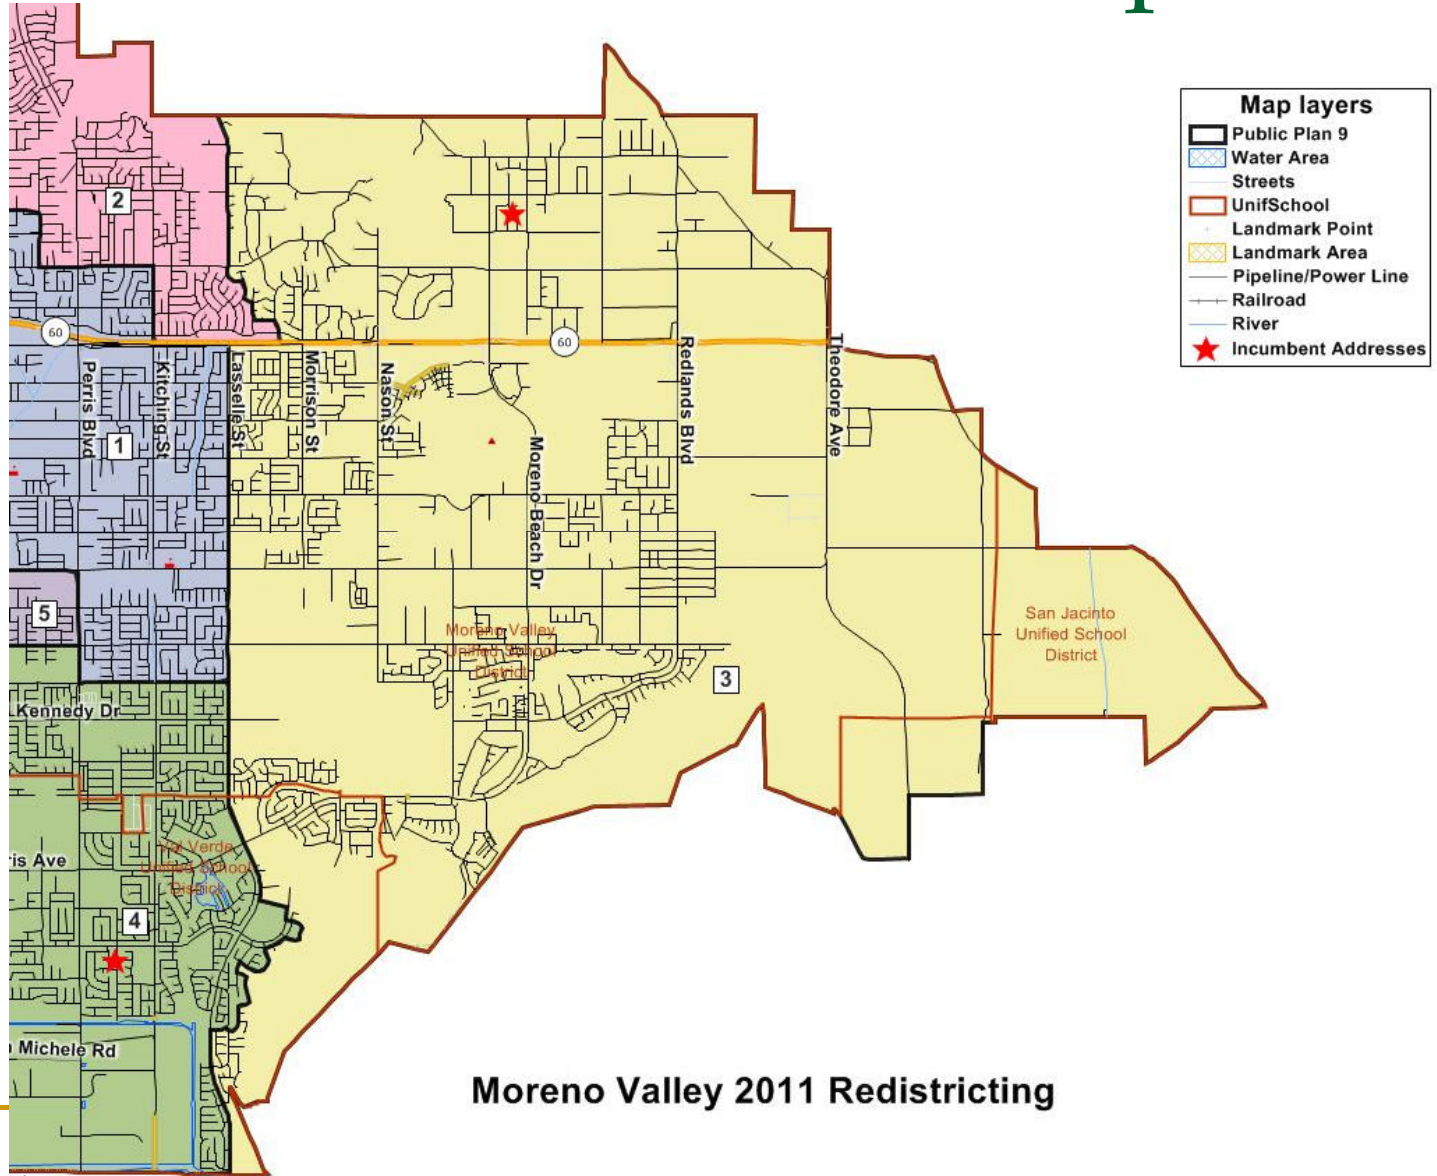 Map layers
Public Plan 9
Water Area
Streets
UnifSchool
Landmark Point
Landmark Area
Pipeline/Power Line
Railroad
River
Incumbent Addresses
2
60
60
Perris Blvd
Kitching St
Lasselle St
Morrison St
Nason St
Moreno Beach Dr
Redlands Blvd
Theodore Ave
1
5
San Jacinto
Unified School
District
Moreno Valley
Unified School
District
3
Kennedy Dr
Val Verde
Unified School
District
ris Ave
4
Michele Rd
Moreno Valley 2011 Redistricting